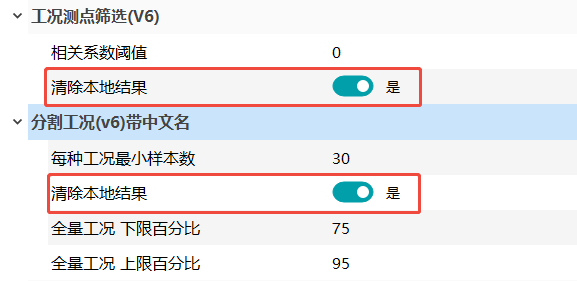 工况测点筛选(V6)
相关系数阈值 0
清除本地结果 是
分割工况(v6)带中文名
每种工况最小样本数 30
清除本地结果 是
全量工况 下限百分比 75
全量工况 上限百分比 95